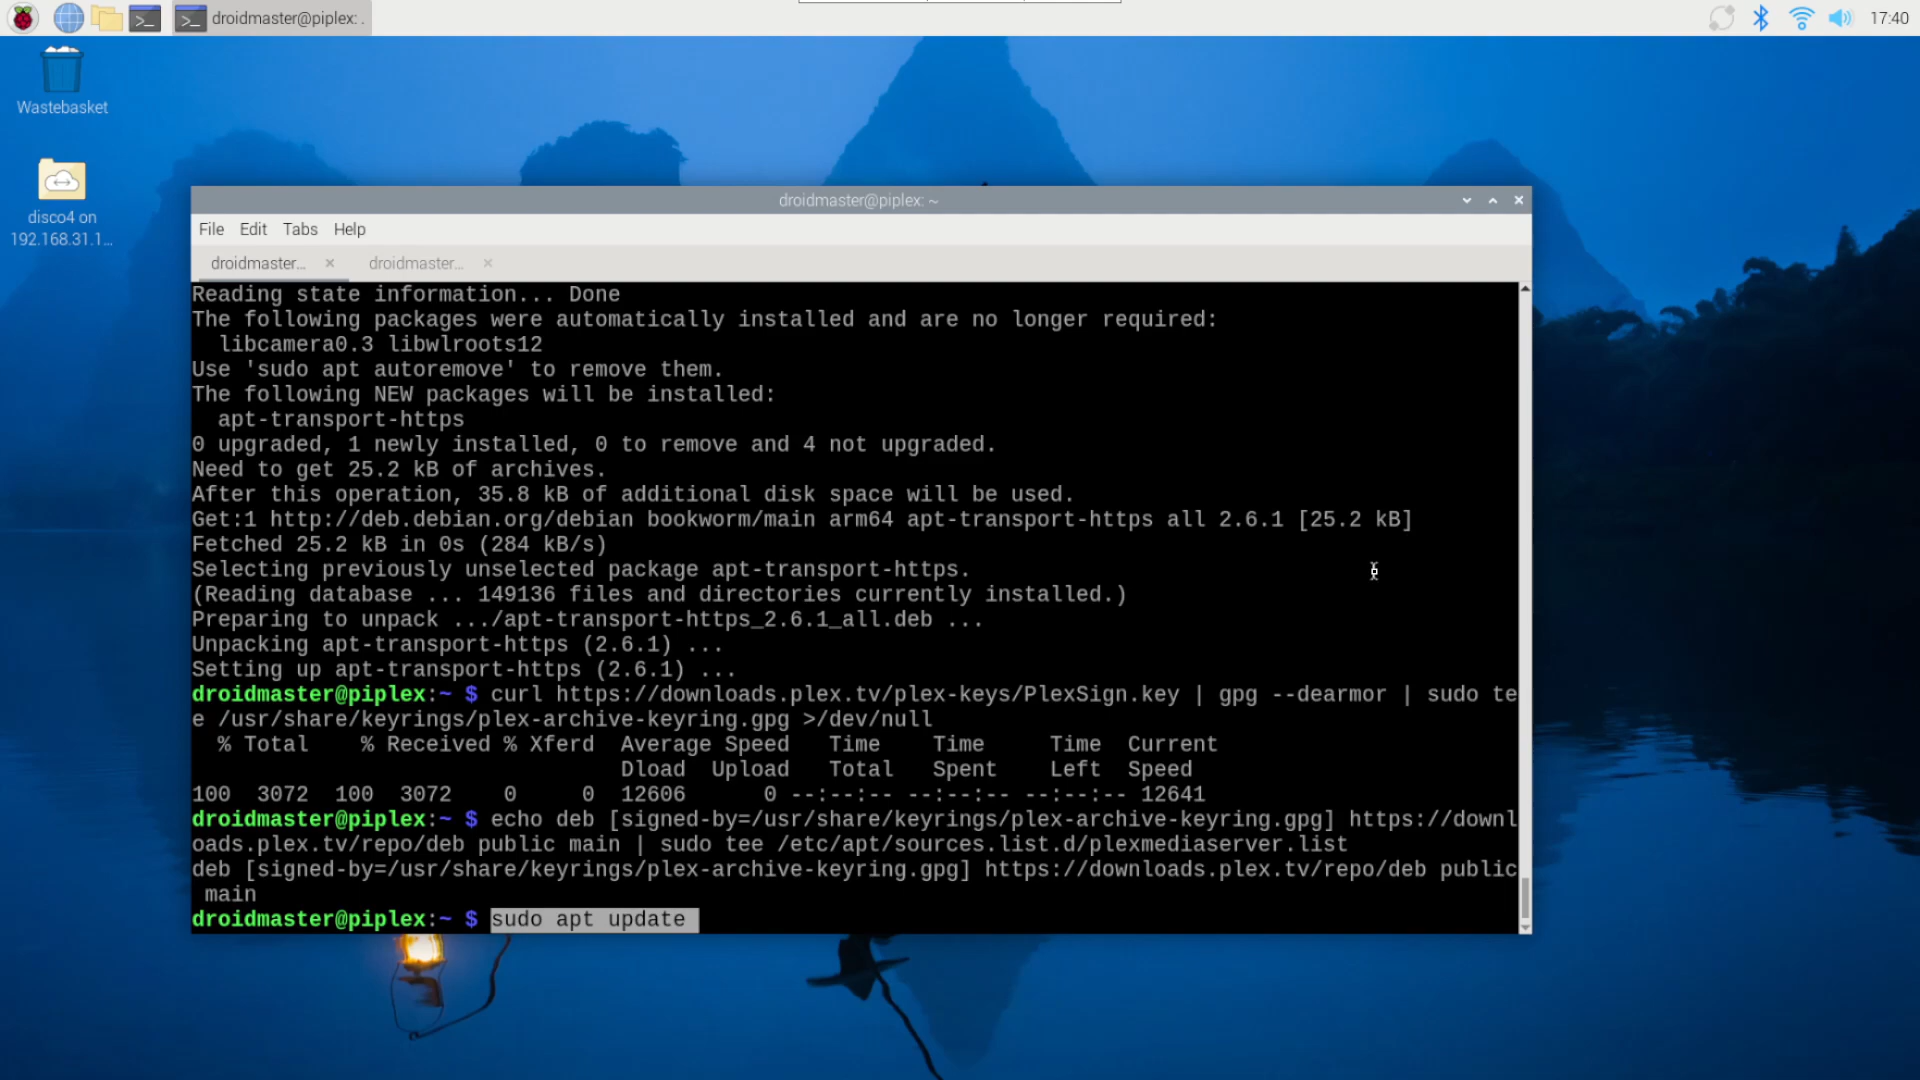 droidmaster@piplex: .
17:40
Wastebasket
disco4 on
192.168.31.1...
droidmaster@piplex: ~
File Edit Tabs Help
droidmaster... droidmaster...
Reading state information... Done
The following packages were automatically installed and are no longer required:
libcamera0.3 libwlroots12
Use 'sudo apt autoremove' to remove them.
The following NEW packages will be installed:
apt-transport-https
0 upgraded, 1 newly installed, 0 to remove and 4 not upgraded.
Need to get 25.2 kB of archives.
After this operation, 35.8 kB of additional disk space will be used.
Get:1 http://deb.debian.org/debian bookworm/main arm64 apt-transport-https all 2.6.1 [25.2 kB]
Fetched 25.2 kB in 0s (284 kB/s)
Selecting previously unselected package apt-transport-https.
(Reading database ... 149136 files and directories currently installed.)
Preparing to unpack .../apt-transport-https_2.6.1_all.deb ...
Unpacking apt-transport-https (2.6.1) ...
Setting up apt-transport-https (2.6.1) ...
droidmaster@piplex:~ $ curl https://downloads.plex.tv/plex-keys/PlexSign.key | gpg --dearmor | sudo te
e /usr/share/keyrings/plex-archive-keyring.gpg >/dev/null
% Total % Received % Xferd Average Speed Time Time Time Current
Dload Upload Total Spent Left Speed
100 3072 100 3072 0 0 12606 0 --:--:-- --:--:-- --:--:-- 12641
droidmaster@piplex:~ $ echo deb [signed-by=/usr/share/keyrings/plex-archive-keyring.gpg] https://downl
oads.plex.tv/repo/deb public main | sudo tee /etc/apt/sources.list.d/plexmediaserver.list
deb [signed-by=/usr/share/keyrings/plex-archive-keyring.gpg] https://downloads.plex.tv/repo/deb public
main
droidmaster@piplex:~ $ sudo apt update